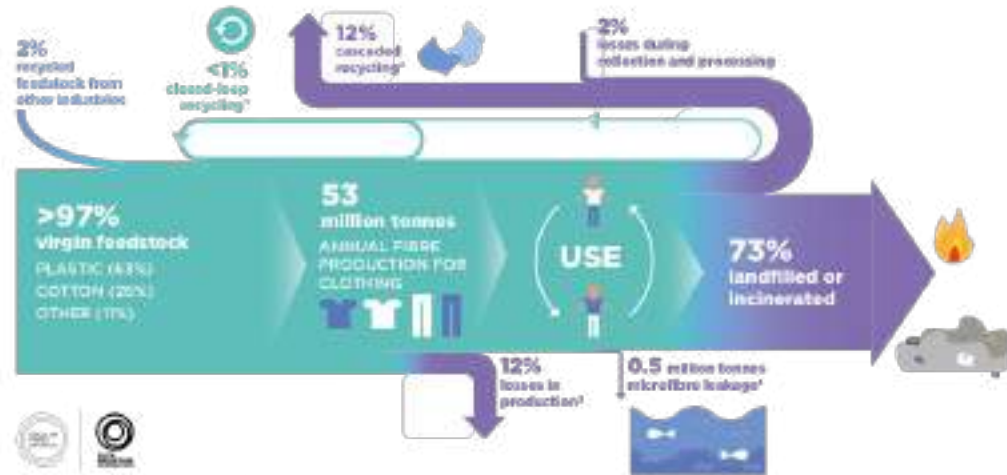 2%
recycled
feedstock from
other industries
<1%
closed-loop
recycling
12%
cascaded
recycling
2%
losses during
collection and processing
>97%
virgin feedstock
PLASTIC (63%)
COTTON (26%)
OTHER (11%)
53
million tonnes
ANNUAL FIBRE
PRODUCTION FOR
CLOTHING
USE
73%
landfilled or
incinerated
12%
losses in
production
0.5 million tonnes
microfibre leakage